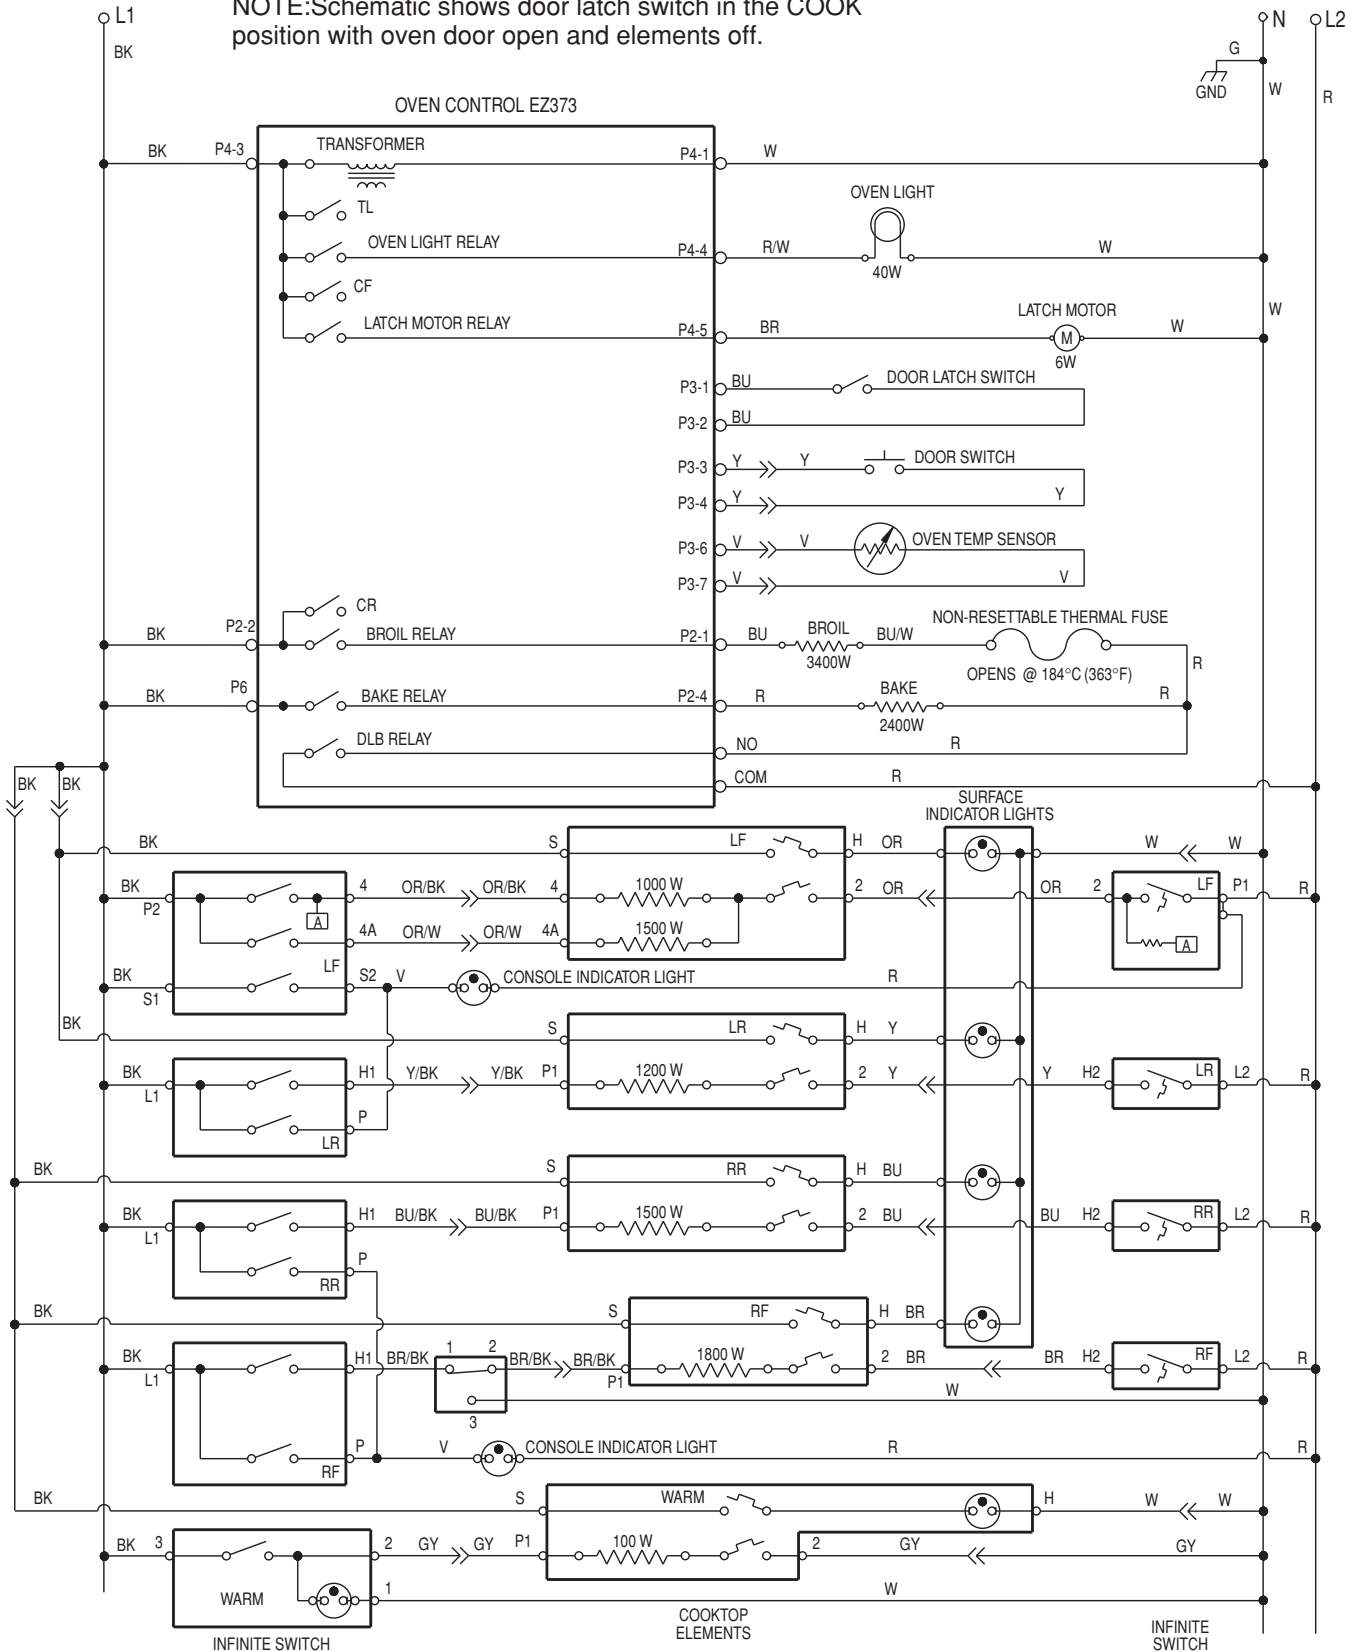 NOTE:Schematic shows door latch switch in the COOK
position with oven door open and elements off.
L1
N
L2
BK
G
GND
W
R
OVEN CONTROL EZ373
BK
P4-3
TRANSFORMER
P4-1
W
TL
OVEN LIGHT
OVEN LIGHT RELAY
P4-4
R/W
40W
W
CF
LATCH MOTOR RELAY
P4-5
BR
LATCH MOTOR
M
6W
W
W
P3-1
BU
DOOR LATCH SWITCH
P3-2
BU
P3-3
Y
Y
DOOR SWITCH
P3-4
Y
Y
P3-6
V
V
OVEN TEMP SENSOR
P3-7
V
V
CR
BK
P2-2
BROIL RELAY
P2-1
BU
BROIL
3400W
BU/W
NON-RESETTABLE THERMAL FUSE
OPENS @ 184°C (363°F)
R
BK
P6
BAKE RELAY
P2-4
R
BAKE
2400W
R
DLB RELAY
NO
R
COM
R
BK
BK
SURFACE
INDICATOR LIGHTS
BK
S
LF
H
OR
W
W
BK
P2
4
OR/BK
OR/BK
4
1000 W
2
OR
OR
2
LF
P1
R
A
4A
OR/W
OR/W
4A
1500 W
A
LF
BK
S1
S2
V
CONSOLE INDICATOR LIGHT
R
BK
S
LR
H
Y
BK
L1
H1
Y/BK
Y/BK
P1
1200 W
2
Y
Y
H2
LR
L2
R
P
LR
BK
S
RR
H
BU
BK
L1
H1
BU/BK
BU/BK
P1
1500 W
2
BU
BU
H2
RR
L2
R
P
RR
BK
S
RF
H
BR
BK
L1
H1
BR/BK
1
2
BR/BK
BR/BK
P1
1800 W
2
BR
BR
H2
RF
L2
R
3
W
P
RF
V
CONSOLE INDICATOR LIGHT
R
R
BK
S
WARM
H
W
W
BK
3
2
GY
GY
P1
100 W
2
GY
GY
WARM
1
W
INFINITE SWITCH
COOKTOP
ELEMENTS
INFINITE
SWITCH